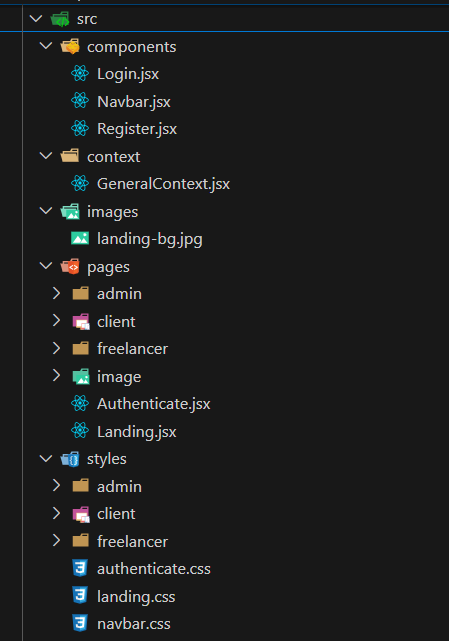 src
components
Login.jsx
Navbar.jsx
Register.jsx
context
GeneralContext.jsx
images
landing-bg.jpg
pages
admin
client
freelancer
image
Authenticate.jsx
Landing.jsx
styles
admin
client
freelancer
authenticate.css
landing.css
navbar.css